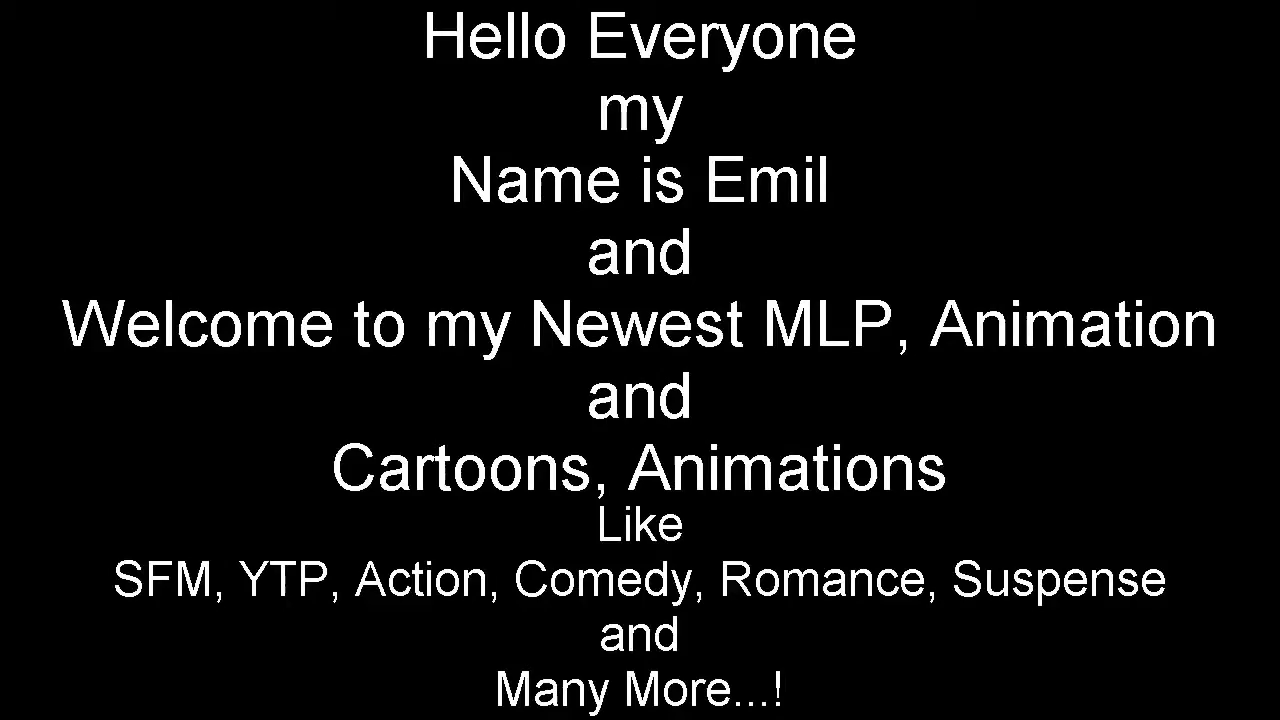 Hello Everyone
my
Name is Emil
and
Welcome to my Newest MLP, Animation
and
Cartoons, Animations
Like
SFM, YTP, Action, Comedy, Romance, Suspense
and
Many More...!